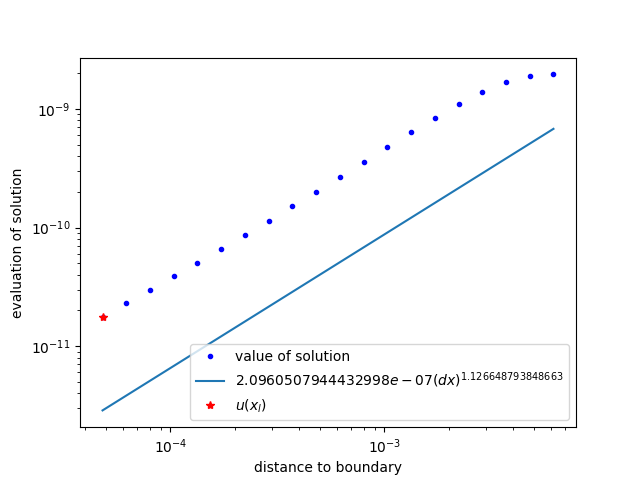 10⁻⁹
10⁻¹⁰
10⁻¹¹
evaluation of solution
value of solution
2.0960507944432998e − 07(dx)^1.126648793848663
u(x_l)
10⁻⁴
10⁻³
distance to boundary